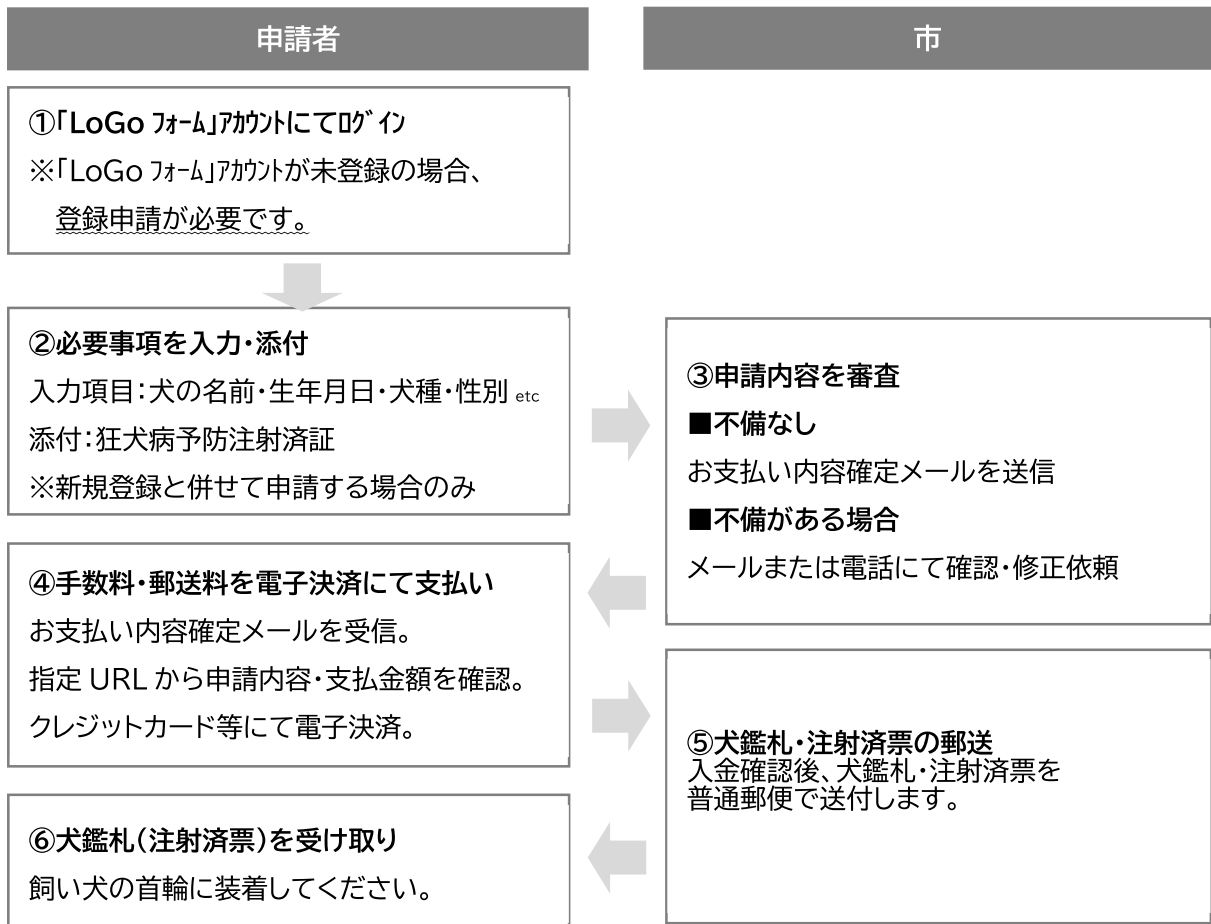 申請者
市
①「LoGo ﾌｫｰﾑ」ｱｶｳﾝﾄにてﾛｸﾞｲﾝ
※「LoGo ﾌｫｰﾑ」ｱｶｳﾝﾄが未登録の場合、
登録申請が必要です。
②必要事項を入力・添付
入力項目：犬の名前・生年月日・犬種・性別 etc
添付：狂犬病予防注射済証
※新規登録と併せて申請する場合のみ
③申請内容を審査
■不備なし
お支払い内容確定メールを送信
■不備がある場合
メールまたは電話にて確認・修正依頼
④手数料・郵送料を電子決済にて支払い
お支払い内容確定メールを受信。
指定 URL から申請内容・支払金額を確認。
クレジットカード等にて電子決済。
⑤犬鑑札・注射済票の郵送
入金確認後、犬鑑札・注射済票を
普通郵便で送付します。
⑥犬鑑札（注射済票）を受け取り
飼い犬の首輪に装着してください。